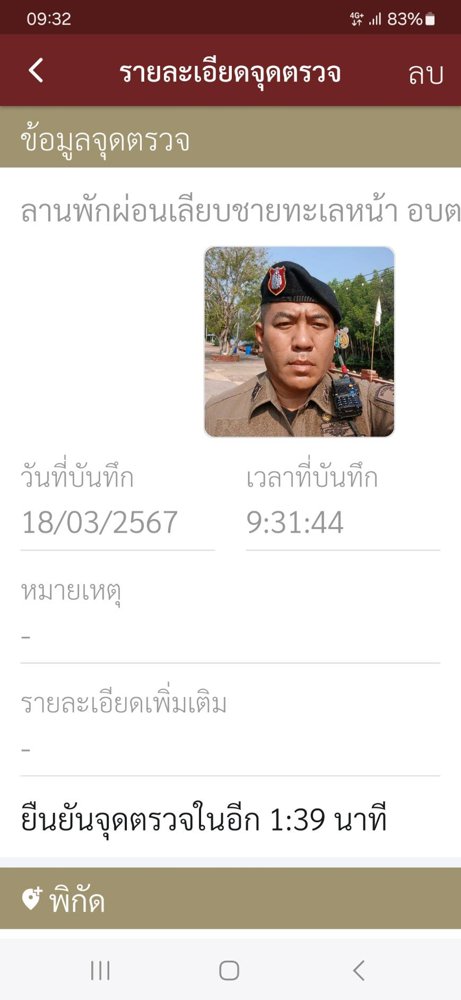 09:32 4G+ 83%
รายละเอียดจุดตรวจ ลบ
ข้อมูลจุดตรวจ
ลานพักผ่อนเลียบชายทะเลหน้า อบต
วันที่บันทึก เวลาที่บันทึก
18/03/2567 9:31:44
หมายเหตุ
-
รายละเอียดเพิ่มเติม
-
ยืนยันจุดตรวจในอีก 1:39 นาที
พิกัด